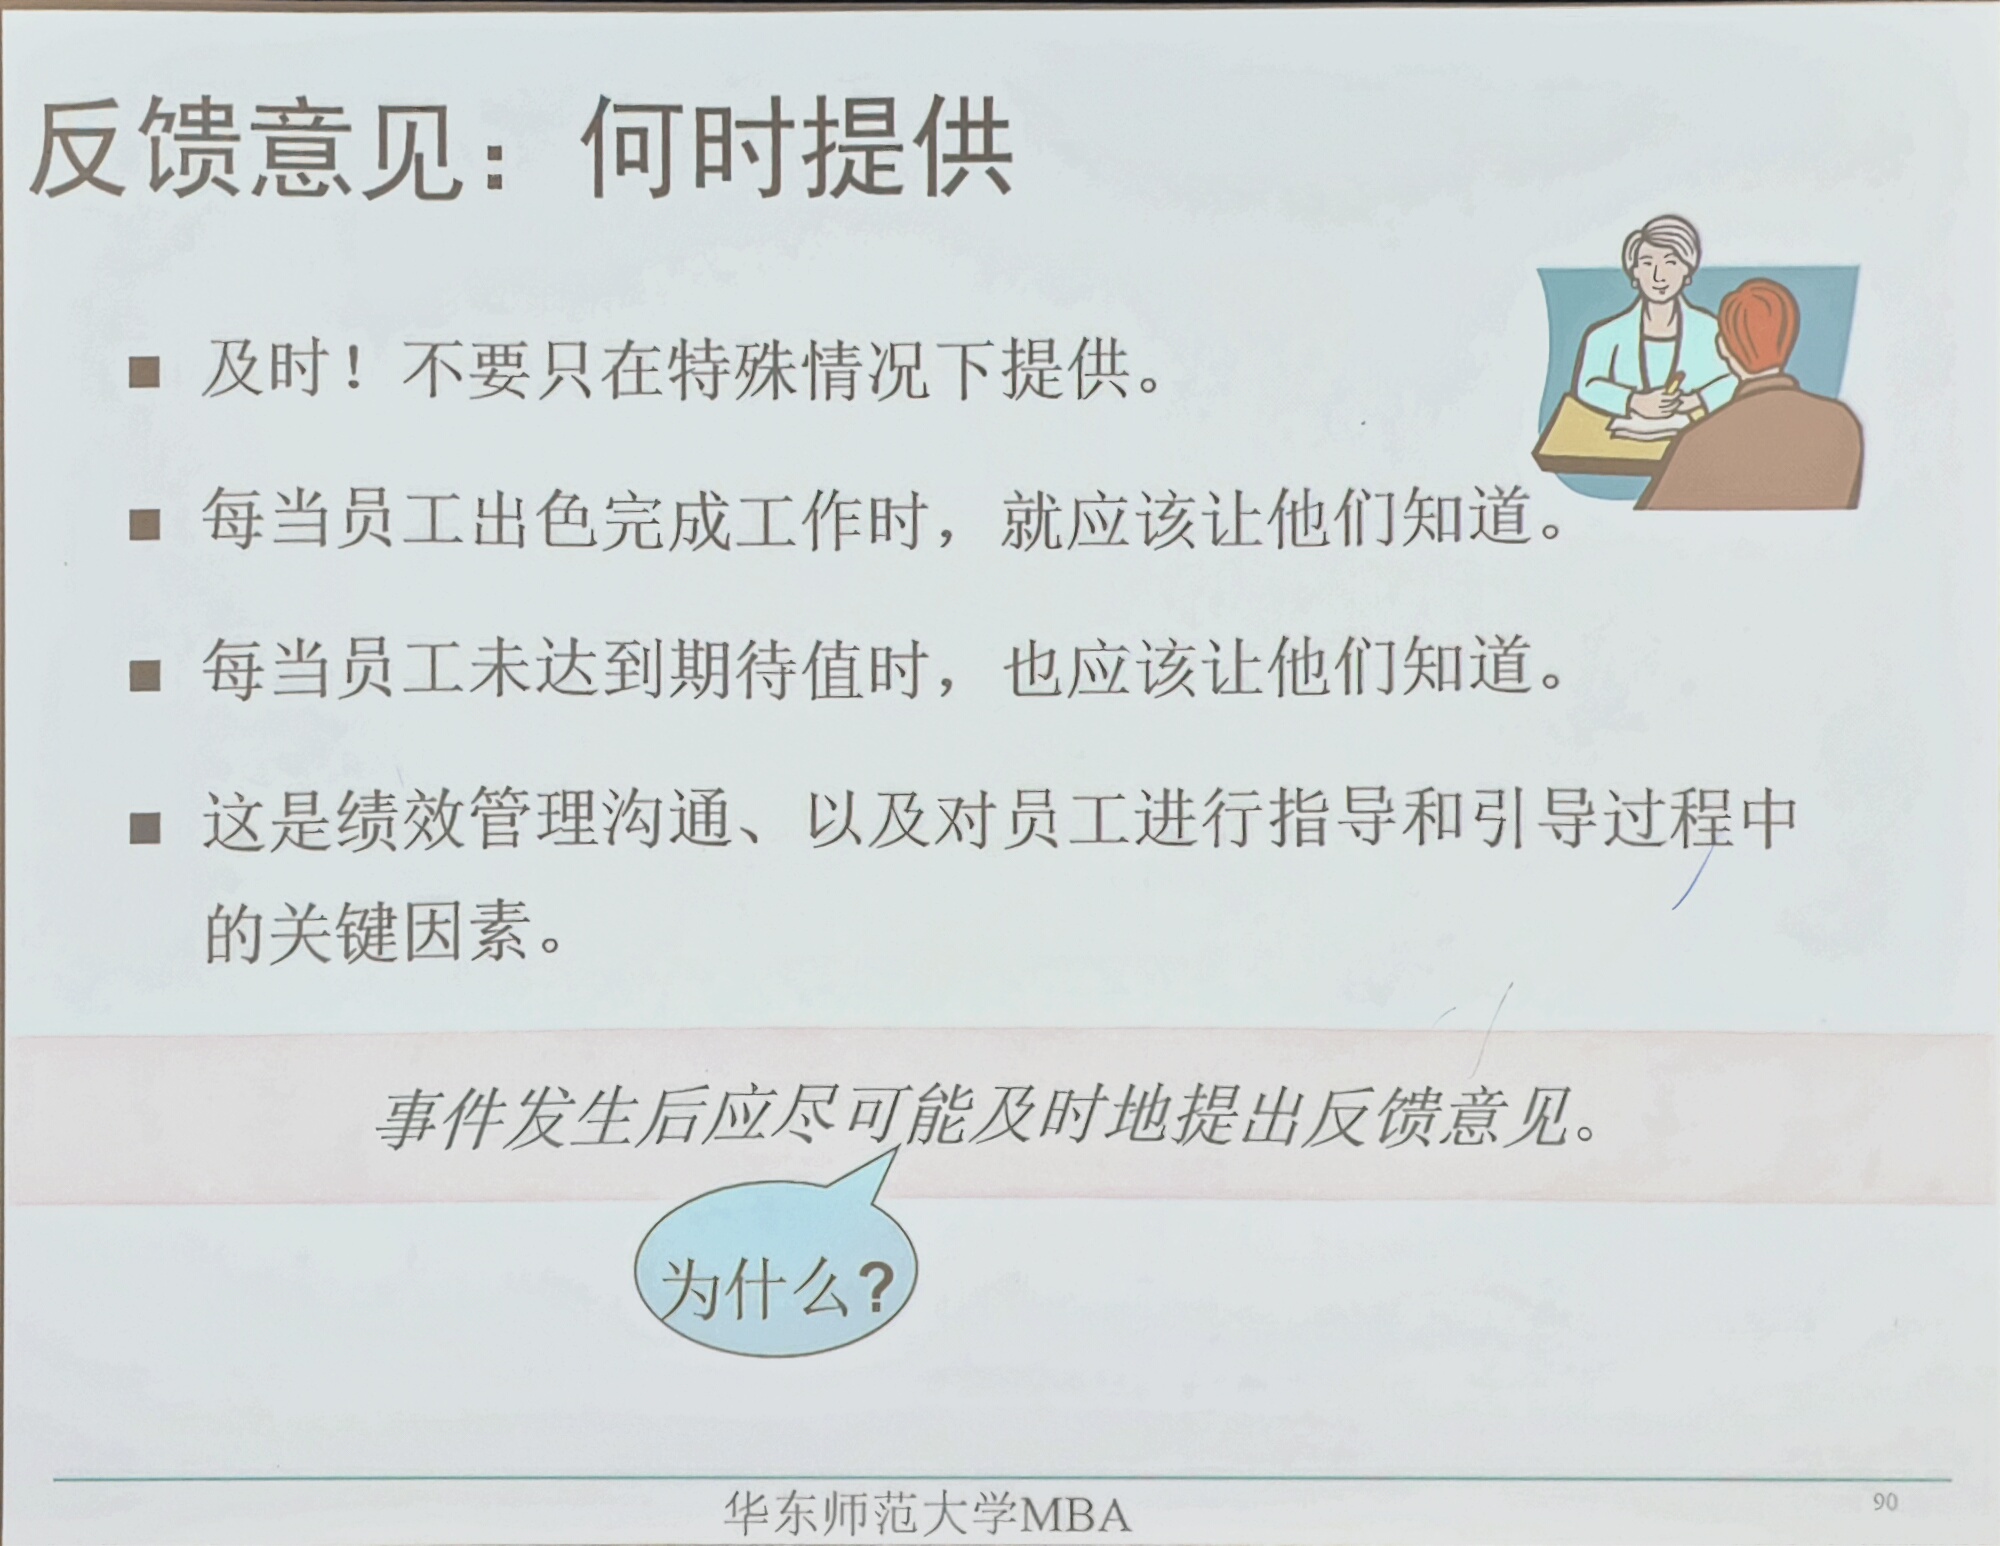 反馈意见：何时提供
■ 及时！不要只在特殊情况下提供。
■ 每当员工出色完成工作时，就应该让他们知道。
■ 每当员工未达到期待值时，也应该让他们知道。
■ 这是绩效管理沟通、以及对员工进行指导和引导过程中
的关键因素。
事件发生后应尽可能及时地提出反馈意见。
为什么?
华东师范大学MBA
90